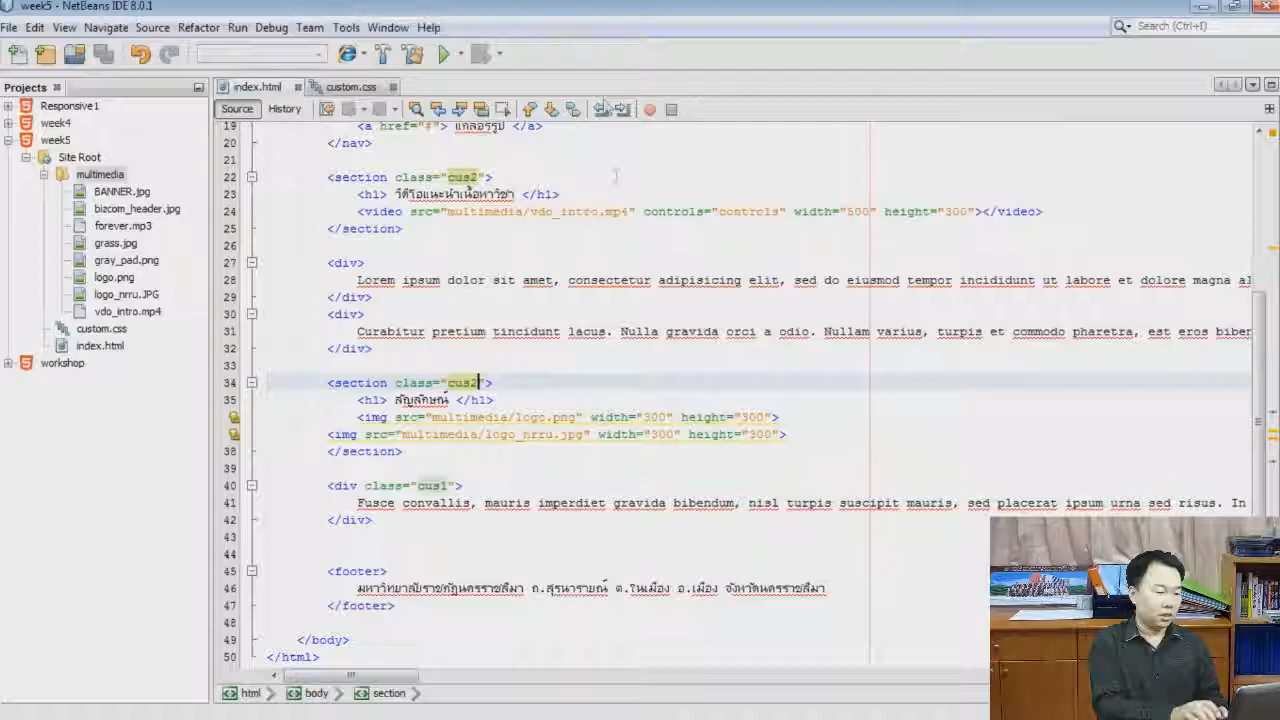 week5 - NetBeans IDE 8.0.1
File Edit View Navigate Source Refactor Run Debug Team Tools Window Help
Search (Ctrl+I)
Projects
index.html
custom.css
Source
History
Responsive1
week4
week5
Site Root
multimedia
BANNER.jpg
bizcom_header.jpg
forever.mp3
grass.jpg
gray_pad.png
logo.png
logo_nrru.JPG
vdo_intro.mp4
custom.css
index.html
workshop
19 <a href="f"> แกลอรรูป </a>
20 </nav>
21
22 <section class="cus2">
23 <h1> วีดีโอแนะนำเนื้อหาวิชา </h1>
24 <video src="multimedia/vdo_intro.mp4" controls="controls" width="500" height="300"></video>
25 </section>
26
27 <div>
28 Lorem ipsum dolor sit amet, consectetur adipisicing elit, sed do eiusmod tempor incididunt ut labore et dolore magna al
29 </div>
30 <div>
31 Curabitur pretium tincidunt lacus. Nulla gravida orci a odio. Nullam varius, turpis et commodo pharetra, est eros biben
32 </div>
33
34 <section class="cus2">
35 <h1> สัญลักษณ์ </h1>
<img src="multimedia/logo.png" width="300" height="300">
<img src="multimedia/logo_nrru.jpg" width="300" height="300">
38 </section>
39
40 <div class="cus1">
41 Fusce convallis, mauris imperdiet gravida bibendum, nisl turpis suscipit mauris, sed placerat ipsum urna sed risus. In
42 </div>
43
44
45 <footer>
46 มหาวิทยาลัยราชภัฏนครราชสีมา ถ.สุรนารายณ์ ต.ในเมือง อ.เมือง จังหวัดนครราชสีมา
47 </footer>
48
49 </body>
50 </html>
html body section